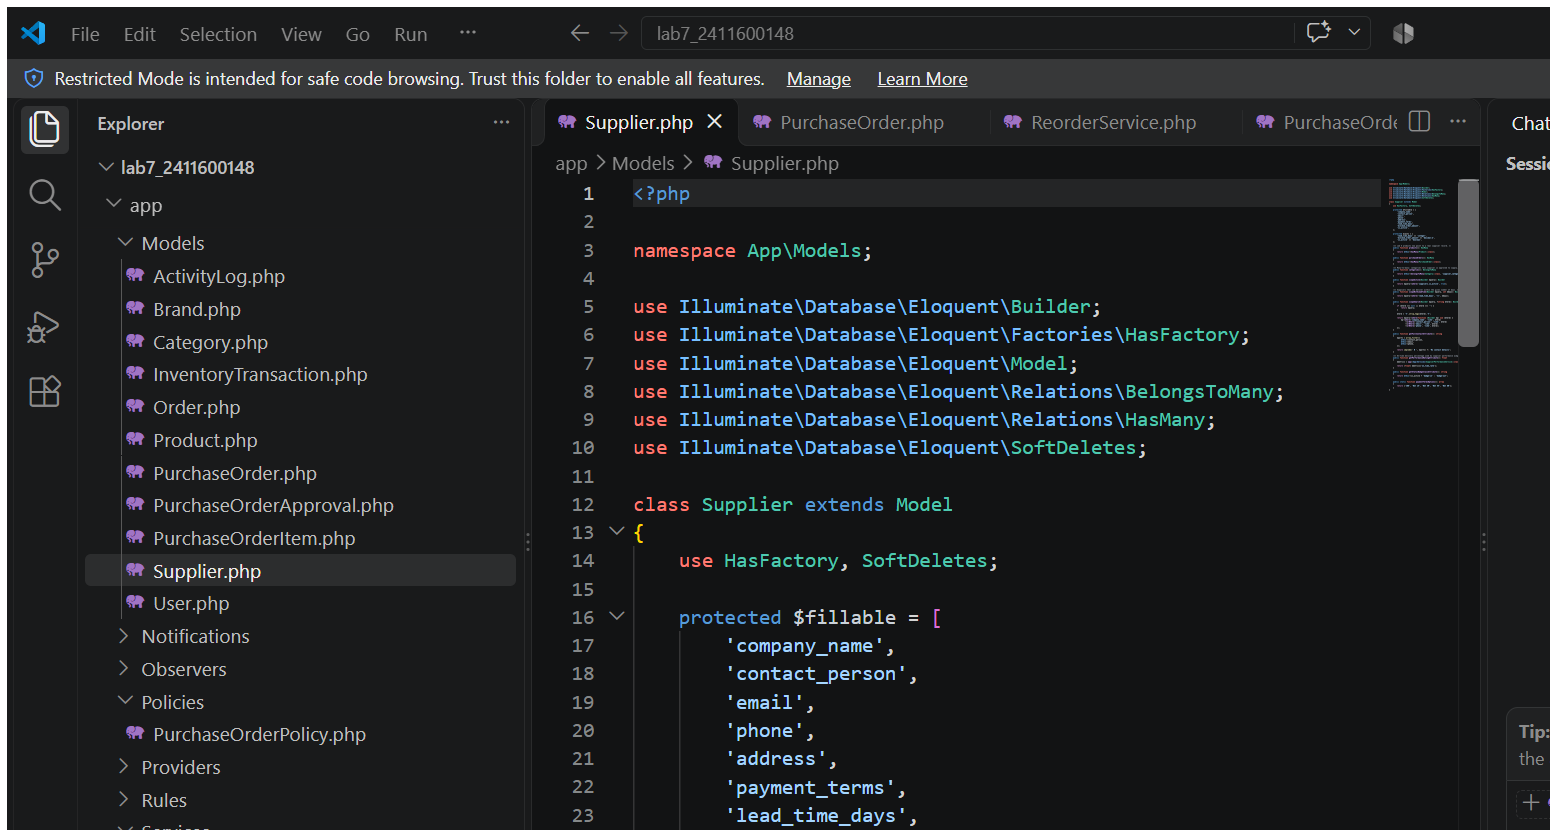 File Edit Selection View Go Run ...
lab7_2411600148
Restricted Mode is intended for safe code browsing. Trust this folder to enable all features. Manage Learn More
Explorer
lab7_2411600148
app
Models
ActivityLog.php
Brand.php
Category.php
InventoryTransaction.php
Order.php
Product.php
PurchaseOrder.php
PurchaseOrderApproval.php
PurchaseOrderItem.php
Supplier.php
User.php
Notifications
Observers
Policies
PurchaseOrderPolicy.php
Providers
Rules
Supplier.php PurchaseOrder.php ReorderService.php PurchaseOrde
app > Models > Supplier.php
1 <?php
2
3 namespace App\Models;
4
5 use Illuminate\Database\Eloquent\Builder;
6 use Illuminate\Database\Eloquent\Factories\HasFactory;
7 use Illuminate\Database\Eloquent\Model;
8 use Illuminate\Database\Eloquent\Relations\BelongsToMany;
9 use Illuminate\Database\Eloquent\Relations\HasMany;
10 use Illuminate\Database\Eloquent\SoftDeletes;
11
12 class Supplier extends Model
13 {
14 use HasFactory, SoftDeletes;
15
16 protected $fillable = [
17 'company_name',
18 'contact_person',
19 'email',
20 'phone',
21 'address',
22 'payment_terms',
23 'lead_time_days',
Chat
Sessio
Tip:
the